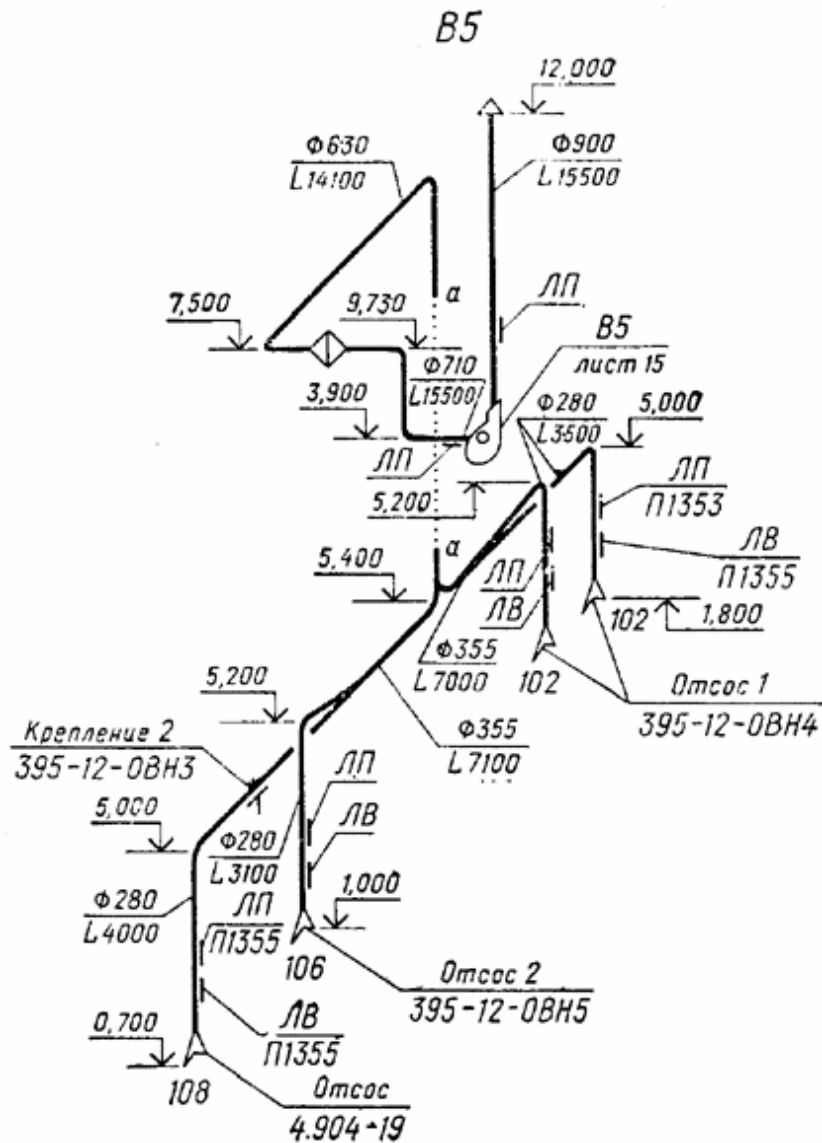 В5
12,000
Ф630
L14100
Ф900
L15500
а
ЛП
7,500
9,730
В5
лист 15
Ф710
L15500
3,900
ЛП
Ф280
L3500
5,000
5,200
ЛП
П1353
ЛВ
П1355
а
5,400
ЛП
ЛВ
102
1,800
Ф355
L7000
102
5,200
Отсос 1
395-12-ОВН4
Ф355
L7100
Крепление 2
395-12-ОВН3
ЛП
5,000
ЛВ
Ф280
L3100
1,000
Ф280
L4000
ЛП
П1355
106
Отсос 2
395-12-ОВН5
0,700
ЛВ
П1355
108
Отсос
4.904-19